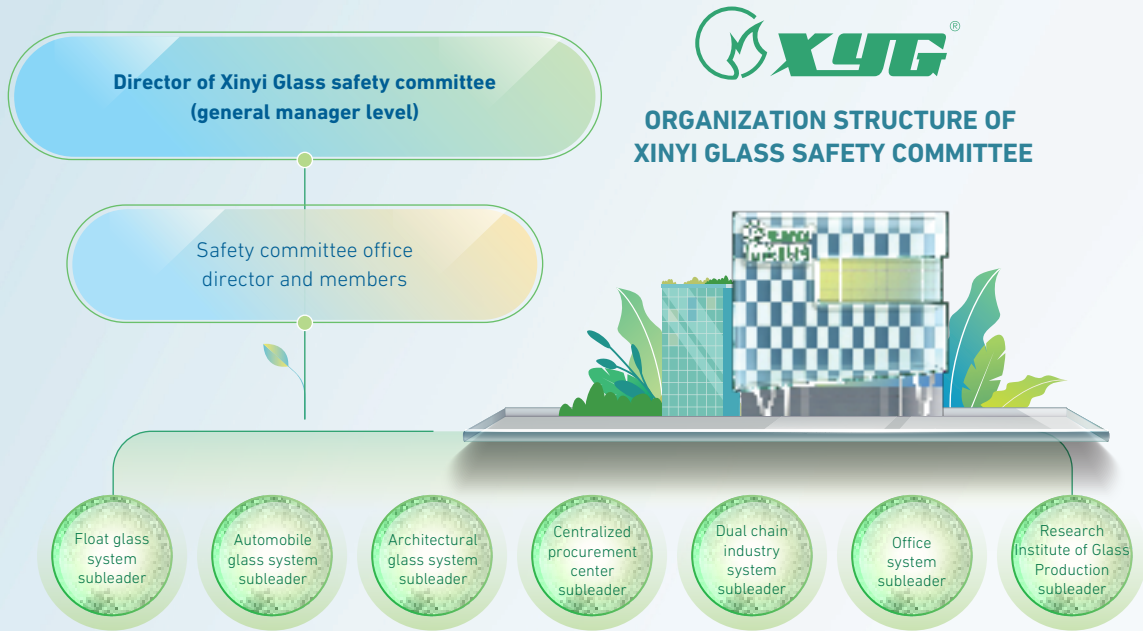 Director of Xinyi Glass safety committee
(general manager level)
XYG
®
ORGANIZATION STRUCTURE OF
XINYI GLASS SAFETY COMMITTEE
Safety committee office
director and members
Float glass
system
subleader
Automobile
glass system
subleader
Architectural
glass system
subleader
Centralized
procurement
center
subleader
Dual chain
industry
system
subleader
Office
system
subleader
Research
Institute of Glass
Production
subleader